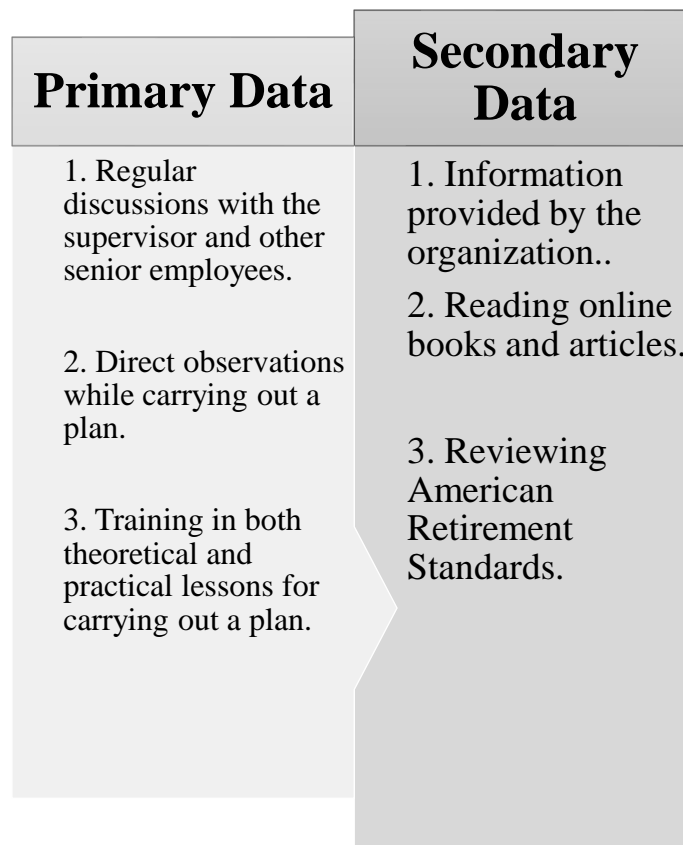 Primary Data
1. Regular
discussions with the
supervisor and other
senior employees.
2. Direct observations
while carrying out a
plan.
3. Training in both
theoretical and
practical lessons for
carrying out a plan.
Secondary
Data
1. Information
provided by the
organization..
2. Reading online
books and articles.
3. Reviewing
American
Retirement
Standards.